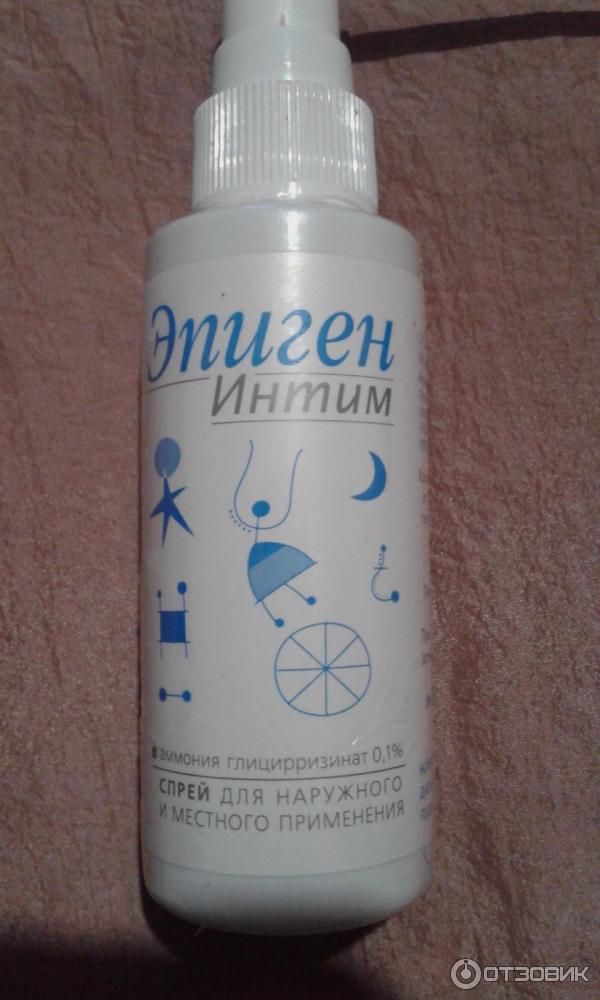 Эпиген
Интим
аммония глицирризинат 0,1%
СПРЕЙ ДЛЯ НАРУЖНОГО
И МЕСТНОГО ПРИМЕНЕНИЯ
ОТЗОВИК